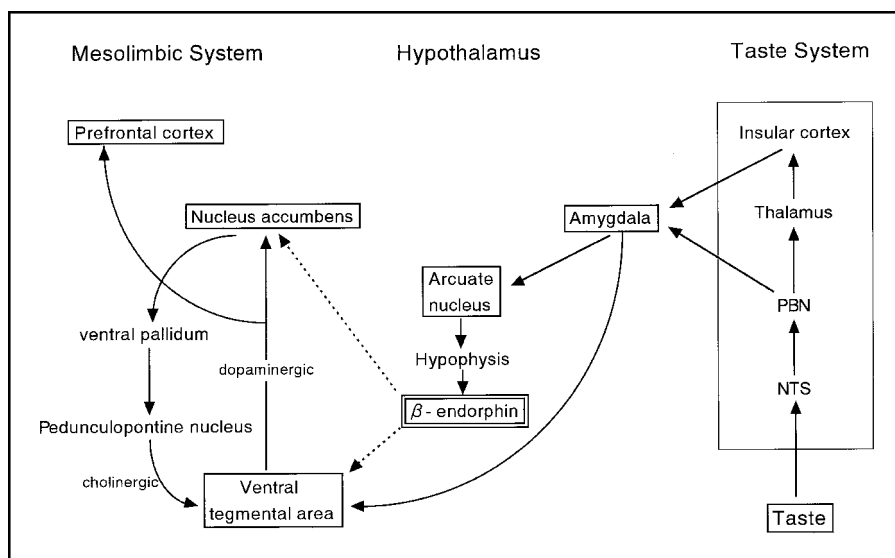 Mesolimbic System
Hypothalamus
Taste System
Prefrontal cortex
Insular cortex
Nucleus accumbens
Amygdala
Thalamus
Arcuate
nucleus
PBN
ventral pallidum
Hypophysis
dopaminergic
NTS
β - endorphin
Pedunculopontine nucleus
cholinergic
Ventral
tegmental area
Taste